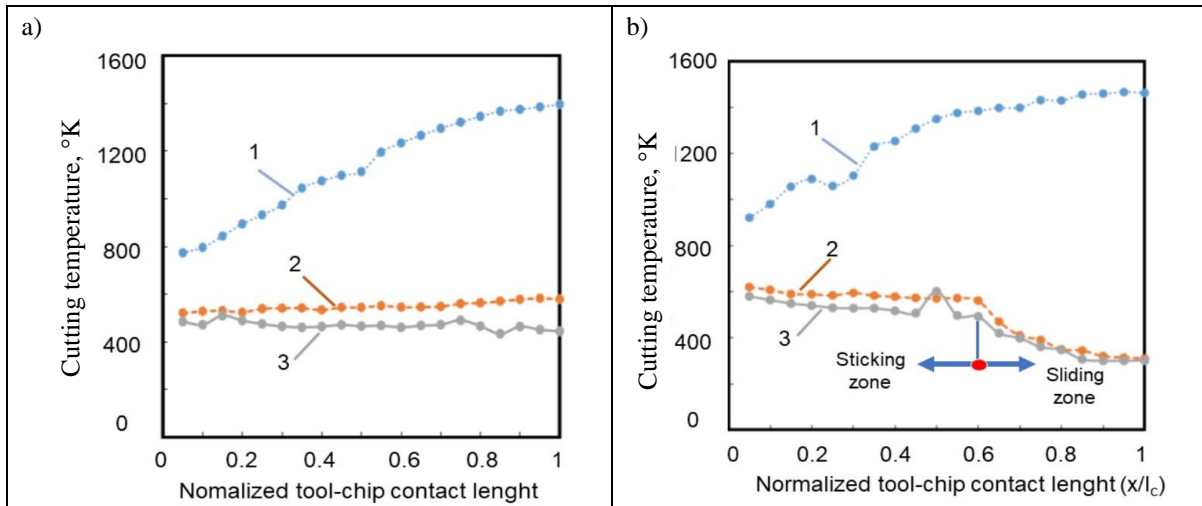 a)
Cutting temperature, °K
1600
1200
800
400
0
1
2
3
0 0.2 0.4 0.6 0.8 1
Nomalized tool-chip contact lenght
b)
Cutting temperature, °K
1600
1200
800
400
0
1
2
3
Sticking
zone
Sliding
zone
0 0.2 0.4 0.6 0.8 1
Normalized tool-chip contact lenght (x/lc)